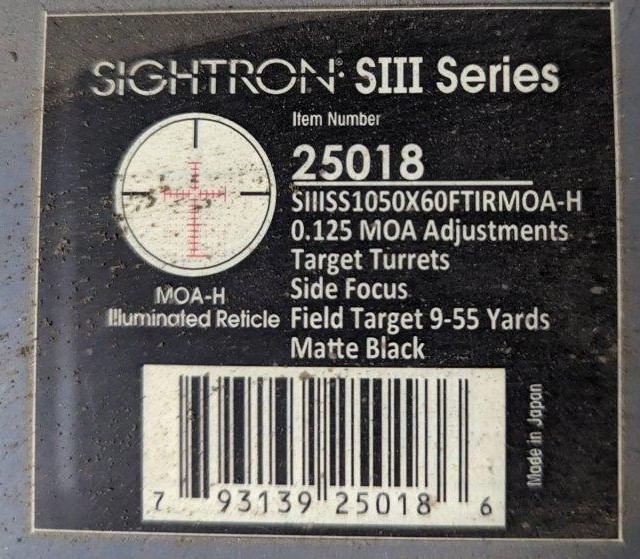 SIGHTRON® SIII Series
Item Number
25018
SIIISS1050X60FTIRMOA-H
0.125 MOA Adjustments
Target Turrets
Side Focus
Field Target 9-55 Yards
Matte Black
MOA-H
Illuminated Reticle
Made in Japan
7 93139 25018 6